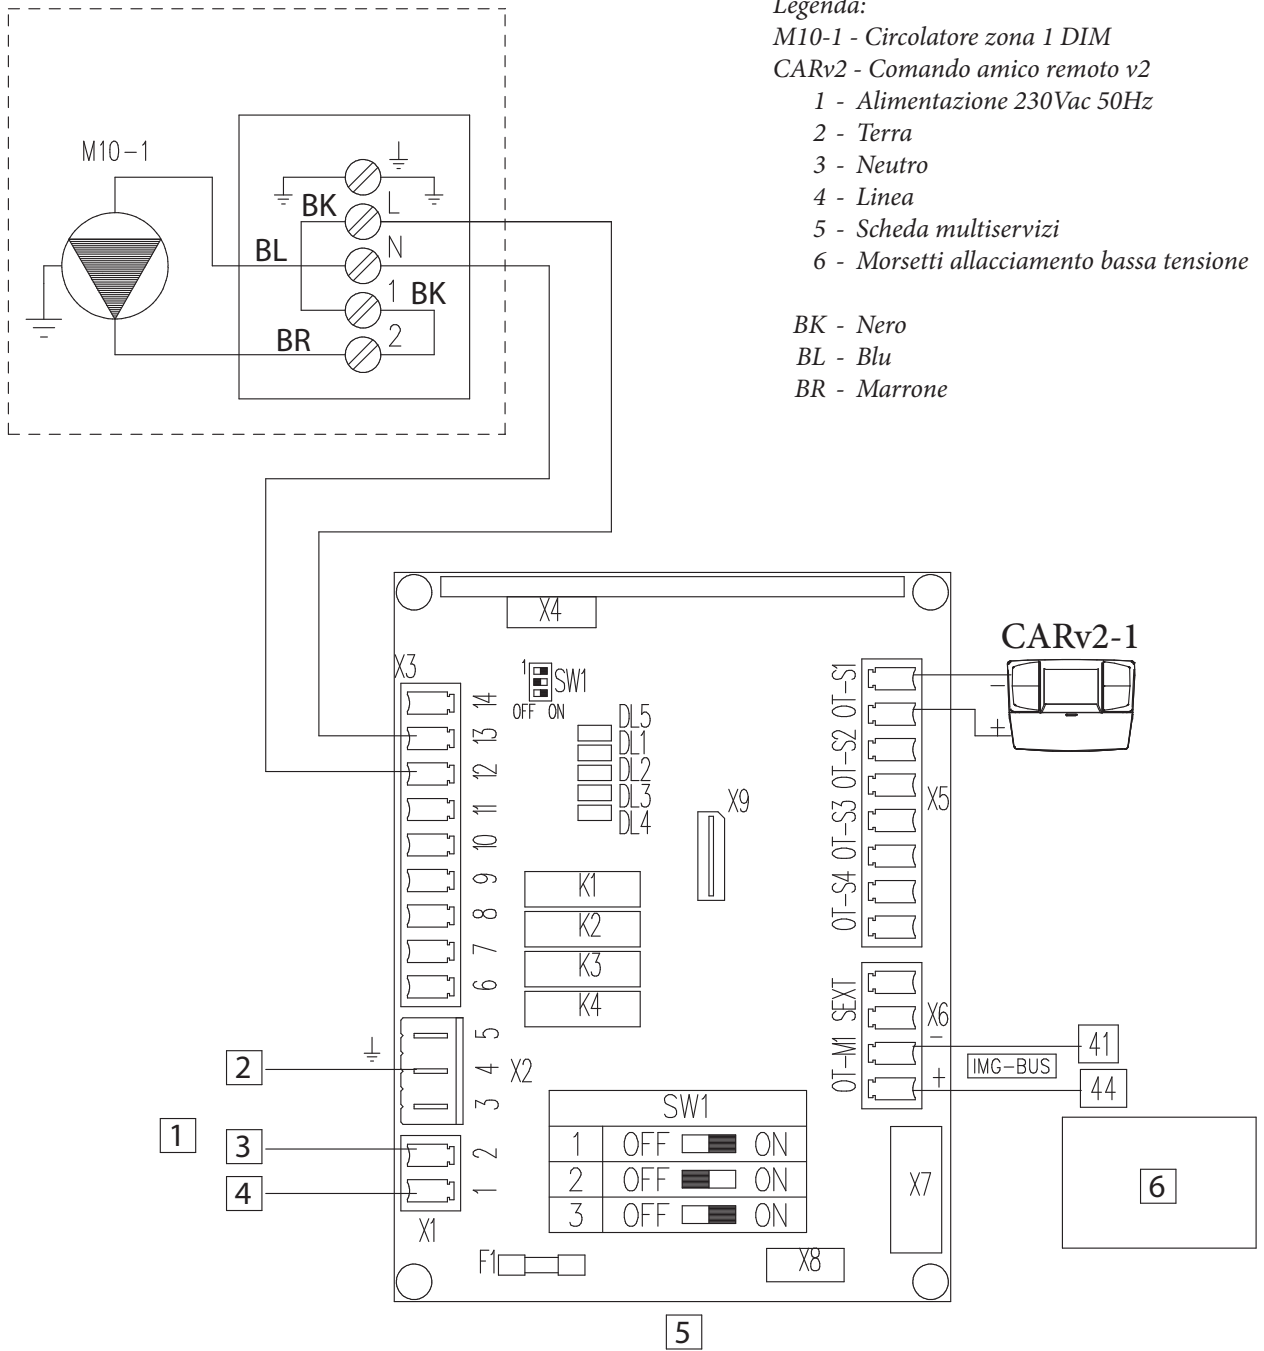 Legenda:
M10-1 - Circolatore zona 1 DIM
CARv2 - Comando amico remoto v2
1 - Alimentazione 230Vac 50Hz
2 - Terra
3 - Neutro
4 - Linea
5 - Scheda multiservizi
6 - Morsetti allacciamento bassa tensione
BK - Nero
BL - Blu
BR - Marrone
M10-1
BK
L
BL
N
1
BK
BR
2
X4
CARv2-1
X3
1
SW1
OFF ON
14
13
12
11
10
9
8
7
6
DL5
DL1
DL2
DL3
DL4
X9
K1
K2
K3
K4
OT-S1
OT-S2
OT-S3
OT-S4
X5
-
+
SEXT
OT-M1
X6
-
+
IMG-BUS
41
44
5
4
3
X2
2
1
X1
1
2
3
4
SW1
1 OFF ON
2 OFF ON
3 OFF ON
X7
6
F1
X8
5